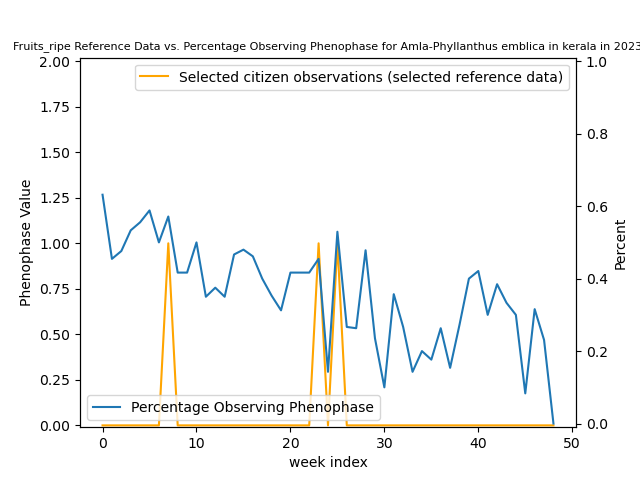 Fruits_ripe Reference Data vs. Percentage Observing Phenophase for Amla-Phyllanthus emblica in kerala in 2023
Selected citizen observations (selected reference data)
Percentage Observing Phenophase
Phenophase Value
2.00
1.75
1.50
1.25
1.00
0.75
0.50
0.25
0.00
Percent
1.0
0.8
0.6
0.4
0.2
0.0
0 10 20 30 40 50
week index